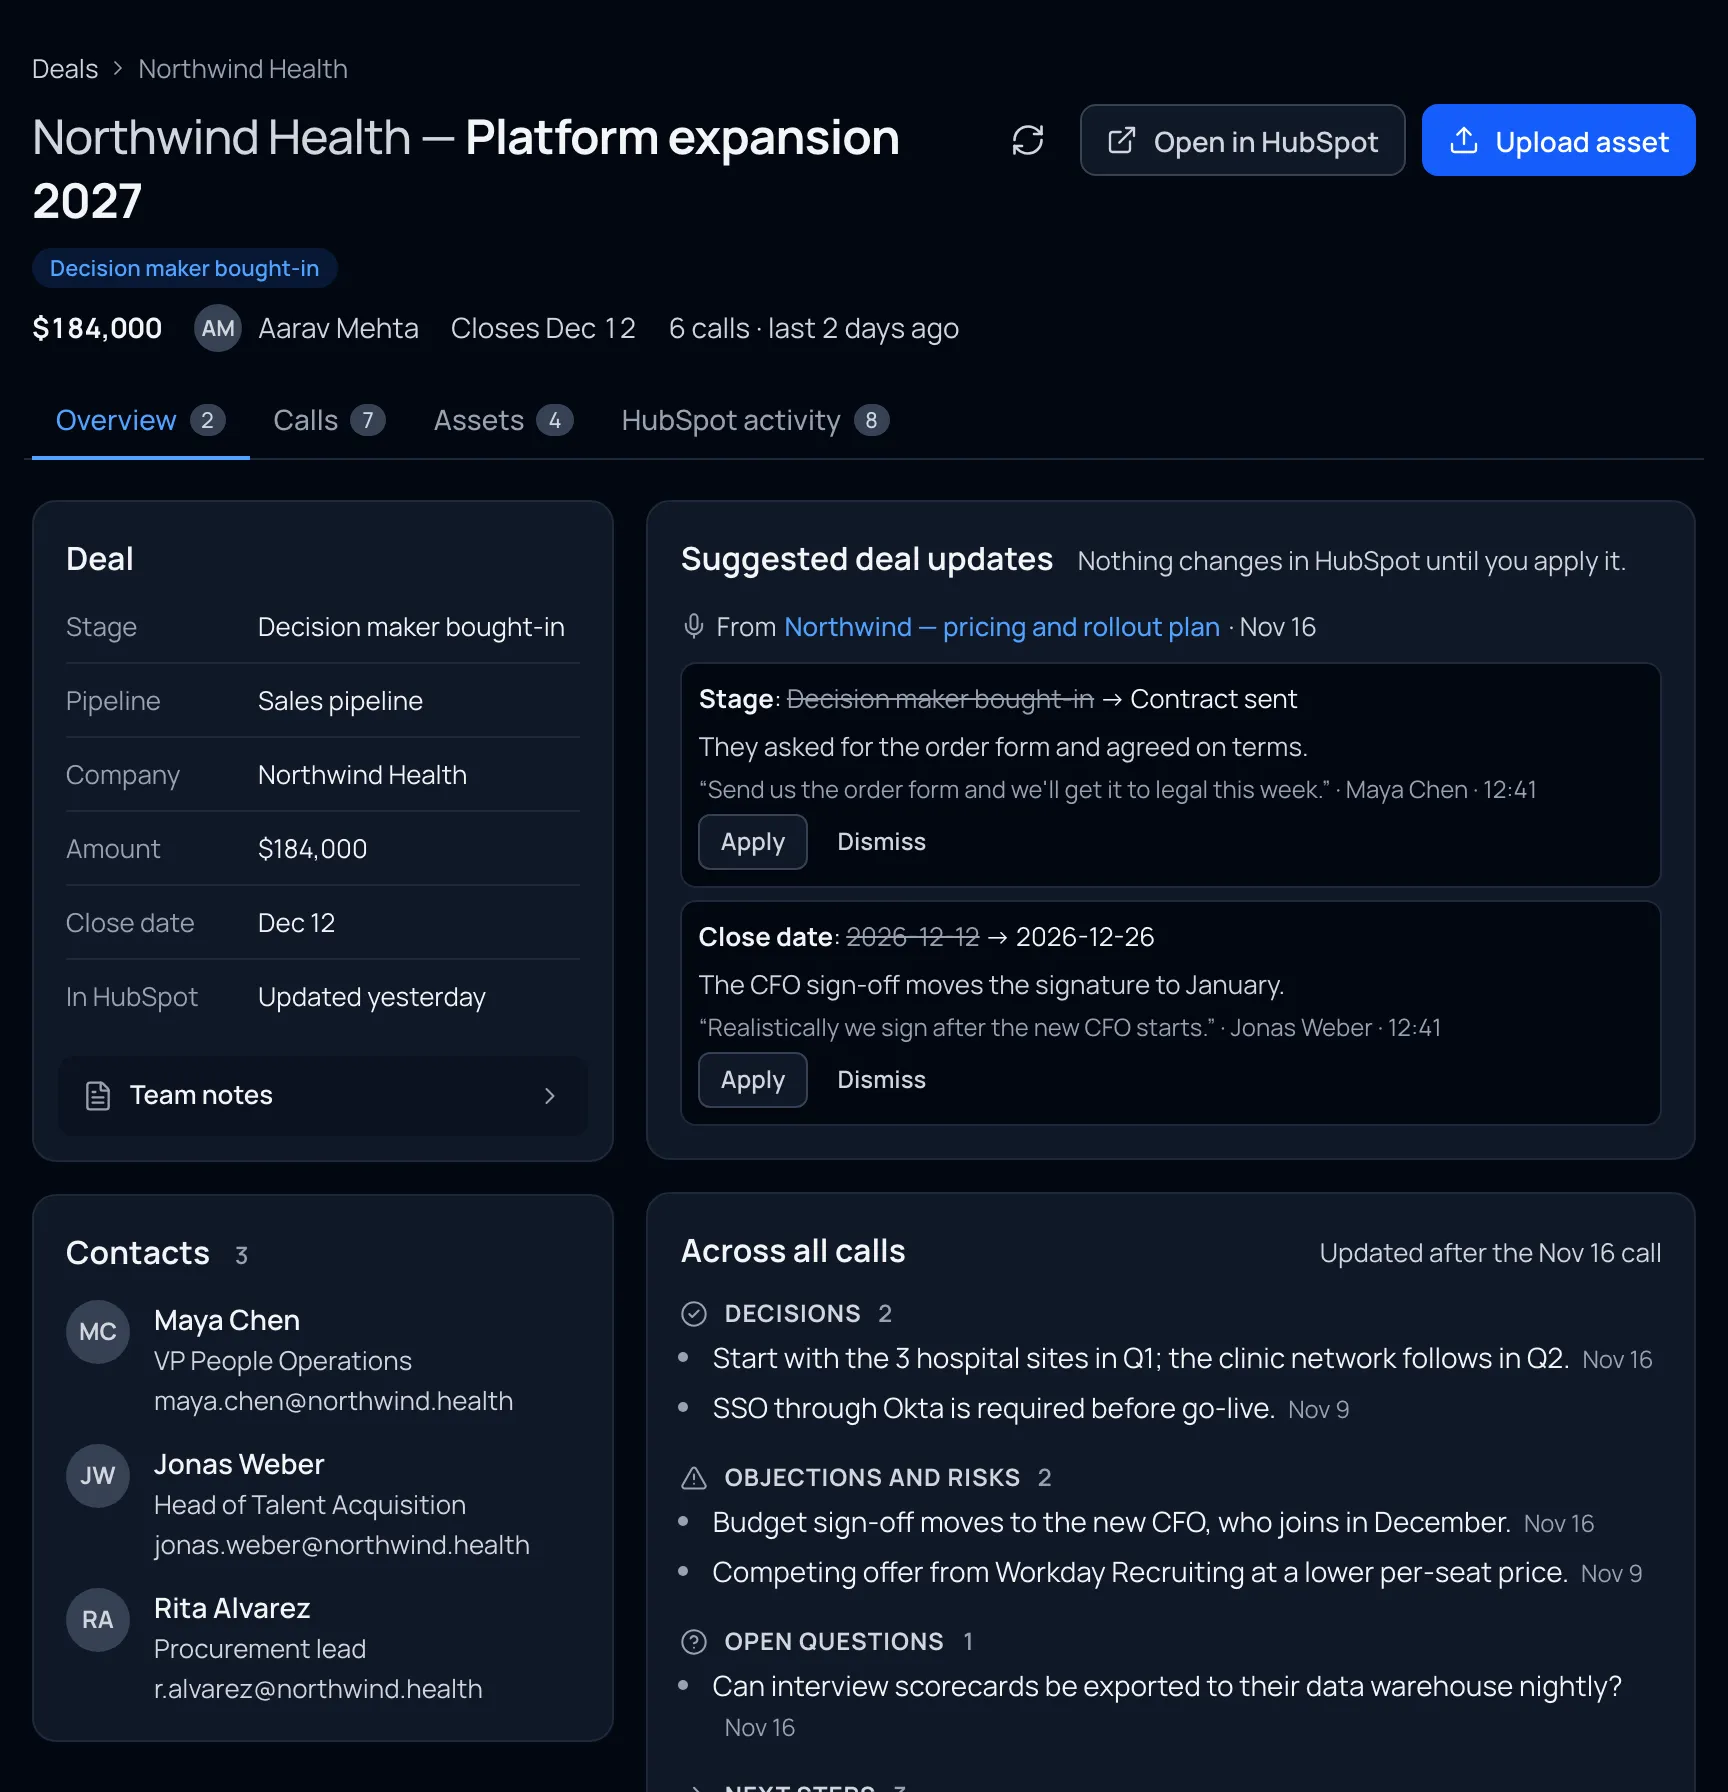 Deals > Northwind Health
Northwind Health — Platform expansion
2027
Open in HubSpot
Upload asset
Decision maker bought-in
$184,000 AM Aarav Mehta Closes Dec 12 6 calls · last 2 days ago
Overview 2 Calls 7 Assets 4 HubSpot activity 8
Deal
Stage Decision maker bought-in
Pipeline Sales pipeline
Company Northwind Health
Amount $184,000
Close date Dec 12
In HubSpot Updated yesterday
Team notes
Contacts 3
MC Maya Chen
VP People Operations
maya.chen@northwind.health
JW Jonas Weber
Head of Talent Acquisition
jonas.weber@northwind.health
RA Rita Alvarez
Procurement lead
r.alvarez@northwind.health
Suggested deal updates Nothing changes in HubSpot until you apply it.
From Northwind — pricing and rollout plan · Nov 16
Stage: Decision maker bought-in → Contract sent
They asked for the order form and agreed on terms.
“Send us the order form and we'll get it to legal this week.” · Maya Chen · 12:41
Apply Dismiss
Close date: 2026-12-12 → 2026-12-26
The CFO sign-off moves the signature to January.
“Realistically we sign after the new CFO starts.” · Jonas Weber · 12:41
Apply Dismiss
Across all calls Updated after the Nov 16 call
DECISIONS 2
• Start with the 3 hospital sites in Q1; the clinic network follows in Q2. Nov 16
• SSO through Okta is required before go-live. Nov 9
OBJECTIONS AND RISKS 2
• Budget sign-off moves to the new CFO, who joins in December. Nov 16
• Competing offer from Workday Recruiting at a lower per-seat price. Nov 9
OPEN QUESTIONS 1
• Can interview scorecards be exported to their data warehouse nightly?
Nov 16
NEXT STEPS